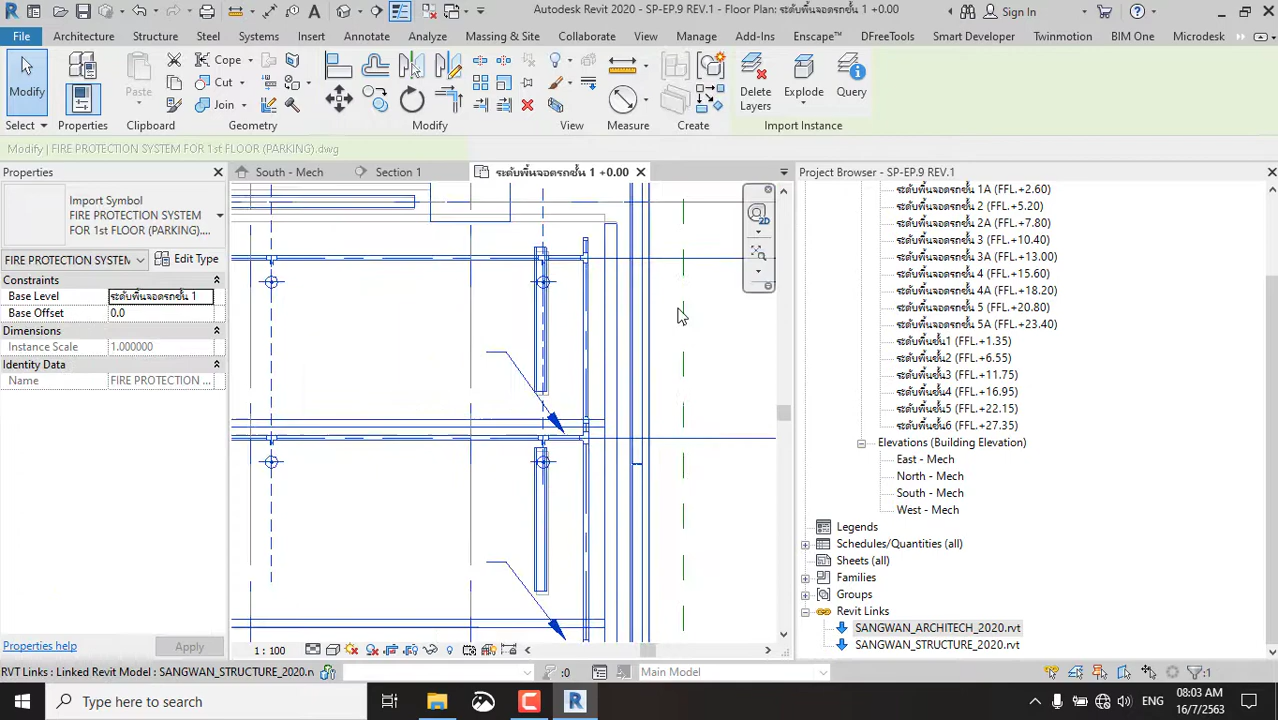 Autodesk Revit 2020 - SP-EP.9 REV.1 - Floor Plan: ระดับพื้นจอดรถชั้น 1 +0.00
Sign In
File Architecture Structure Steel Systems Insert Annotate Analyze Massing & Site Collaborate View Manage Add-Ins Enscape™ DFreeTools Smart Developer Twinmotion BIM One Microdesk
Modify
Paste
Cope
Cut
Join
Delete Layers
Explode
Query
Select Properties Clipboard Geometry Modify View Measure Create Import Instance
Modify | FIRE PROTECTION SYSTEM FOR 1st FLOOR (PARKING).dwg
Properties
South - Mech
Section 1
ระดับพื้นจอดรถชั้น 1 +0.00
Project Browser - SP-EP.9 REV.1
Import Symbol
FIRE PROTECTION SYSTEM
FOR 1st FLOOR (PARKING)....
FIRE PROTECTION SYSTEM
Edit Type
Constraints
Base Level ระดับพื้นจอดรถชั้น 1
Base Offset 0.0
Dimensions
Instance Scale 1.000000
Identity Data
Name FIRE PROTECTION ...
2D
ระดับพื้นจอดรถชั้น 1A (FFL.+2.60)
ระดับพื้นจอดรถชั้น 2 (FFL.+5.20)
ระดับพื้นจอดรถชั้น 2A (FFL.+7.80)
ระดับพื้นจอดรถชั้น 3 (FFL.+10.40)
ระดับพื้นจอดรถชั้น 3A (FFL.+13.00)
ระดับพื้นจอดรถชั้น 4 (FFL.+15.60)
ระดับพื้นจอดรถชั้น 4A (FFL.+18.20)
ระดับพื้นจอดรถชั้น 5 (FFL.+20.80)
ระดับพื้นจอดรถชั้น 5A (FFL.+23.40)
ระดับพื้นชั้น1 (FFL.+1.35)
ระดับพื้นชั้น2 (FFL.+6.55)
ระดับพื้นชั้น3 (FFL.+11.75)
ระดับพื้นชั้น4 (FFL.+16.95)
ระดับพื้นชั้น5 (FFL.+22.15)
ระดับพื้นชั้น6 (FFL.+27.35)
Elevations (Building Elevation)
East - Mech
North - Mech
South - Mech
West - Mech
Legends
Schedules/Quantities (all)
Sheets (all)
Families
Groups
Revit Links
SANGWAN_ARCHITECH_2020.rvt
SANGWAN_STRUCTURE_2020.rvt
Properties help
Apply
1 : 100
RVT Links : Linked Revit Model : SANGWAN_STRUCTURE_2020.n
:0
Main Model
:1
Type here to search
ENG
08:03 AM
16/7/2563